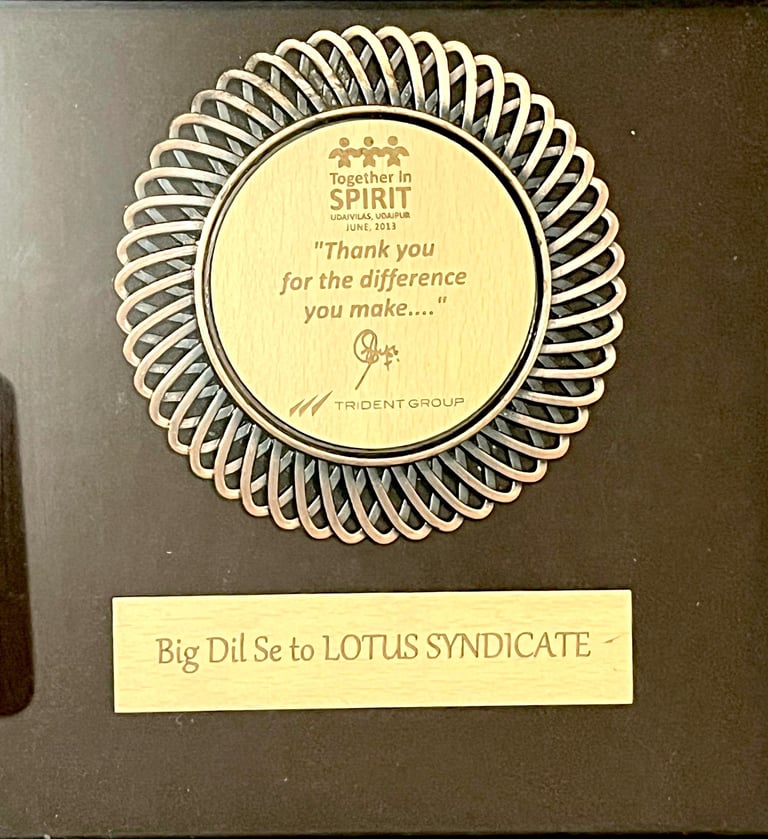 Together In
SPIRIT
UDAIVILAS, UDAIPUR
JUNE, 2013
"Thank you
for the difference
you make...."
TRIDENT GROUP
Big Dil Se to LOTUS SYNDICATE